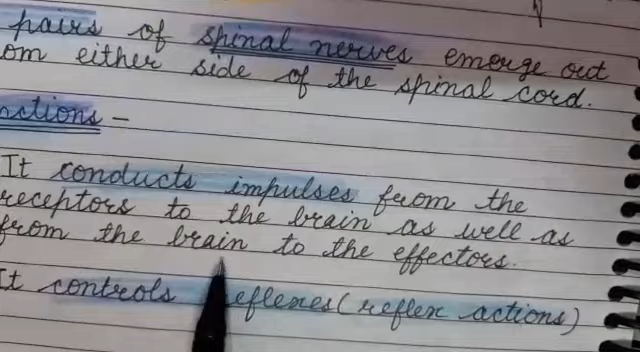 pairs of spinal nerves emerge out
om either side of the spinal cord.
nctions -
It conducts impulses from the
receptors to the brain as well as
from the brain to the effectors.
It controls eflexes (reflex actions)